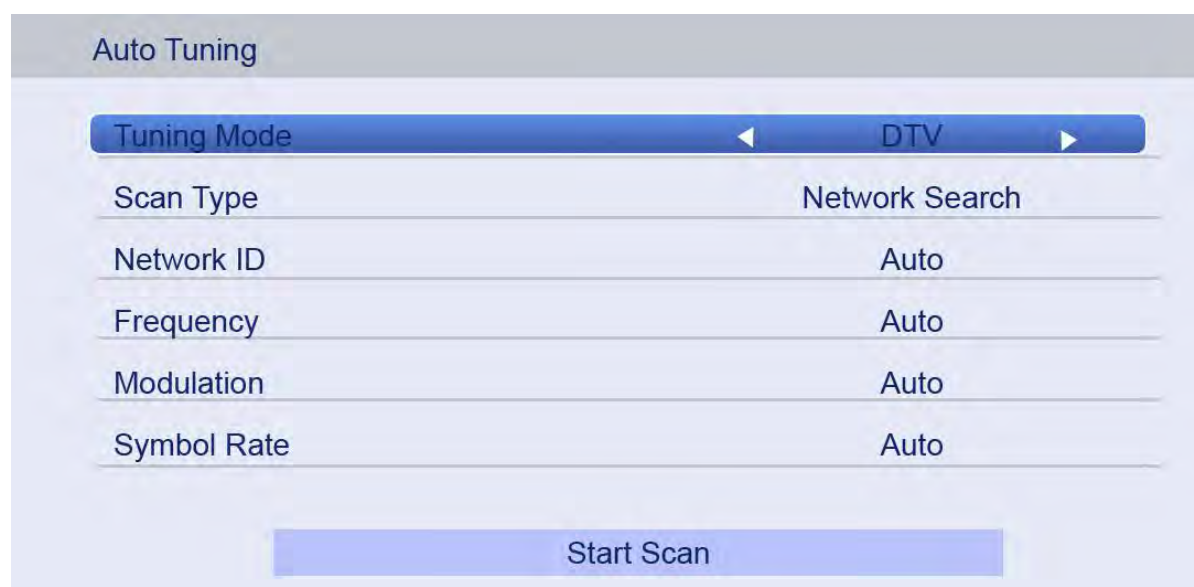 Auto Tuning
Tuning Mode DTV
Scan Type Network Search
Network ID Auto
Frequency Auto
Modulation Auto
Symbol Rate Auto
Start Scan